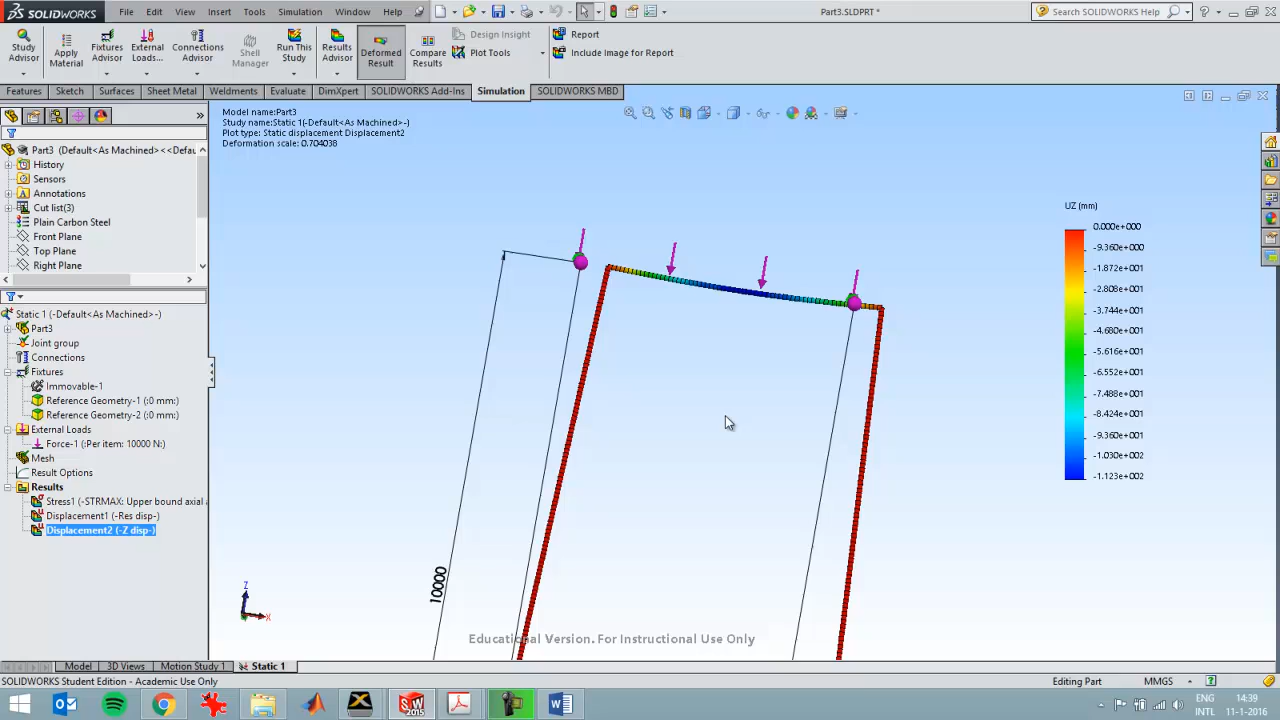 SOLIDWORKS File Edit View Insert Tools Simulation Window Help Part3.SLDPRT * Search SOLIDWORKS Help
Study Advisor
Apply Material
Fixtures Advisor
External Loads...
Connections Advisor
Shell Manager
Run This Study
Results Advisor
Deformed Result
Compare Results
Design Insight
Plot Tools
Report
Include Image for Report
Features Sketch Surfaces Sheet Metal Weldments Evaluate DimXpert SOLIDWORKS Add-Ins Simulation SOLIDWORKS MBD
Part3 (Default<As Machined><<Defau
History
Sensors
Annotations
Cut list(3)
Plain Carbon Steel
Front Plane
Top Plane
Right Plane
Static 1 (-Default<As Machined>-)
Part3
Joint group
Connections
Fixtures
Immovable-1
Reference Geometry-1 (:0 mm:)
Reference Geometry-2 (:0 mm:)
External Loads
Force-1 (:Per item: 10000 N:)
Mesh
Result Options
Results
Stress1 (-STRMAX: Upper bound axial a
Displacement1 (-Res disp-)
Displacement2 (-Z disp-)
Model name:Part3
Study name:Static 1(-Default<As Machined>-)
Plot type: Static displacement Displacement2
Deformation scale: 0.704038
UZ (mm)
0.000e+000
-9.360e+000
-1.872e+001
-2.808e+001
-3.744e+001
-4.680e+001
-5.616e+001
-6.552e+001
-7.488e+001
-8.424e+001
-9.360e+001
-1.030e+002
-1.123e+002
10000
Z
X
Educational Version. For Instructional Use Only
Model 3D Views Motion Study 1 Static 1
SOLIDWORKS Student Edition - Academic Use Only Editing Part MMGS
ENG 14:39
INTL 11-1-2016